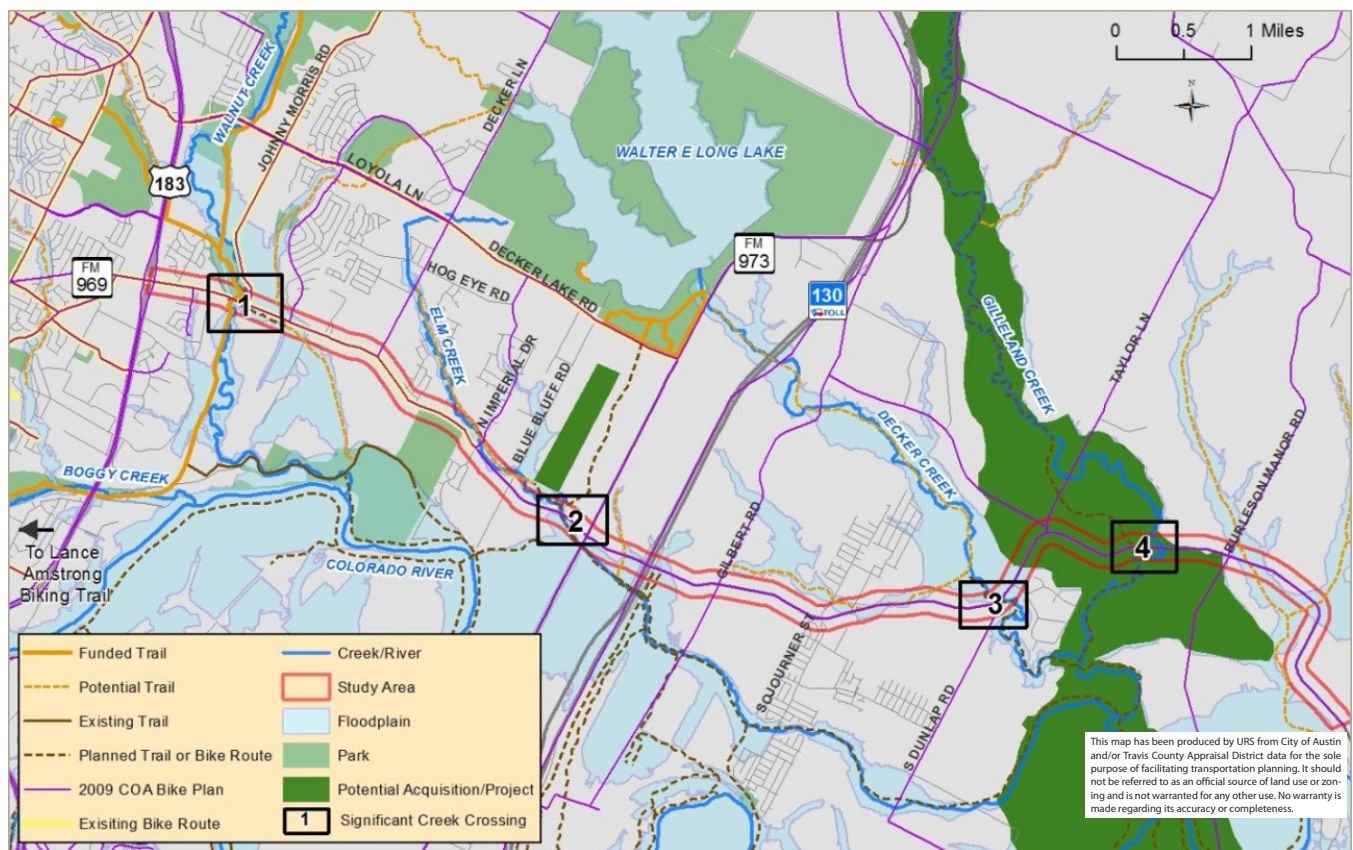 0 0.5 1 Miles
N
WALNUT CREEK
JOHNNY MORRIS RD
DECKER LN
183
LOYOLA LN
WALTER E LONG LAKE
FM
969
1
HOG EYE RD
DECKER LAKE RD
FM
973
130
TOLL
ELM CREEK
N IMPERIAL DR
BLUE BLUFF RD
GILLELAND CREEK
TAYLOR LN
DECKER CREEK
BURLESON MANOR RD
BOGGY CREEK
2
GILBERT RD
4
To Lance
Amstrong
Biking Trail
COLORADO RIVER
3
SOJOURNER ST
S DUNLAP RD
Funded Trail
Potential Trail
Existing Trail
Planned Trail or Bike Route
2009 COA Bike Plan
Exisiting Bike Route
Creek/River
Study Area
Floodplain
Park
Potential Acquisition/Project
1 Significant Creek Crossing
This map has been produced by URS from City of Austin
and/or Travis County Appraisal District data for the sole
purpose of facilitating transportation planning. It should
not be referred to as an official source of land use or zon-
ing and is not warranted for any other use. No warranty is
made regarding its accuracy or completeness.